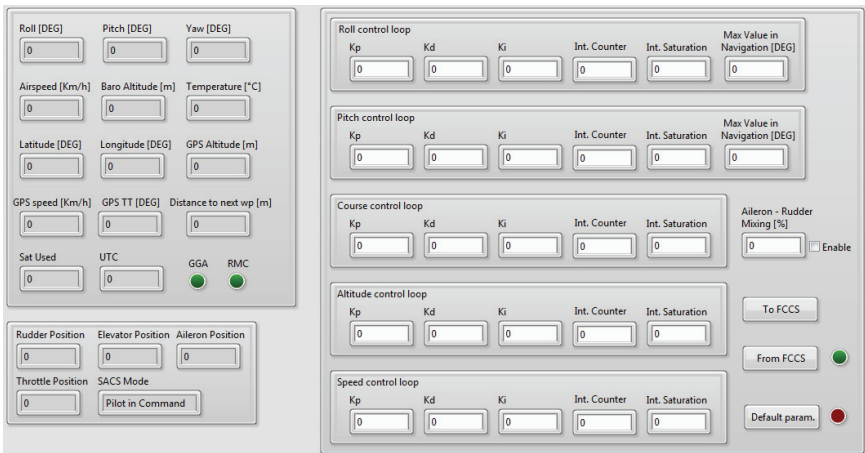 Roll [DEG] Pitch [DEG] Yaw [DEG]
0 0 0
Airspeed [Km/h] Baro Altitude [m] Temperature [°C]
0 0 0
Latitude [DEG] Longitude [DEG] GPS Altitude [m]
0 0 0
GPS speed [Km/h] GPS TT [DEG] Distance to next wp [m]
0 0 0
Sat Used UTC GGA RMC
0 0
Rudder Position Elevator Position Aileron Position
0 0 0
Throttle Position SACS Mode
0 Pilot in Command
Roll control loop
Kp Kd Ki Int. Counter Int. Saturation Max Value in
Navigation [DEG]
0 0 0 0 0 0
Pitch control loop
Kp Kd Ki Int. Counter Int. Saturation Max Value in
Navigation [DEG]
0 0 0 0 0 0
Course control loop
Kp Kd Ki Int. Counter Int. Saturation
0 0 0 0 0
Aileron - Rudder
Mixing [%]
0 Enable
Altitude control loop
Kp Kd Ki Int. Counter Int. Saturation
0 0 0 0 0
To FCCS
From FCCS
Speed control loop
Kp Kd Ki Int. Counter Int. Saturation
0 0 0 0 0
Default param.